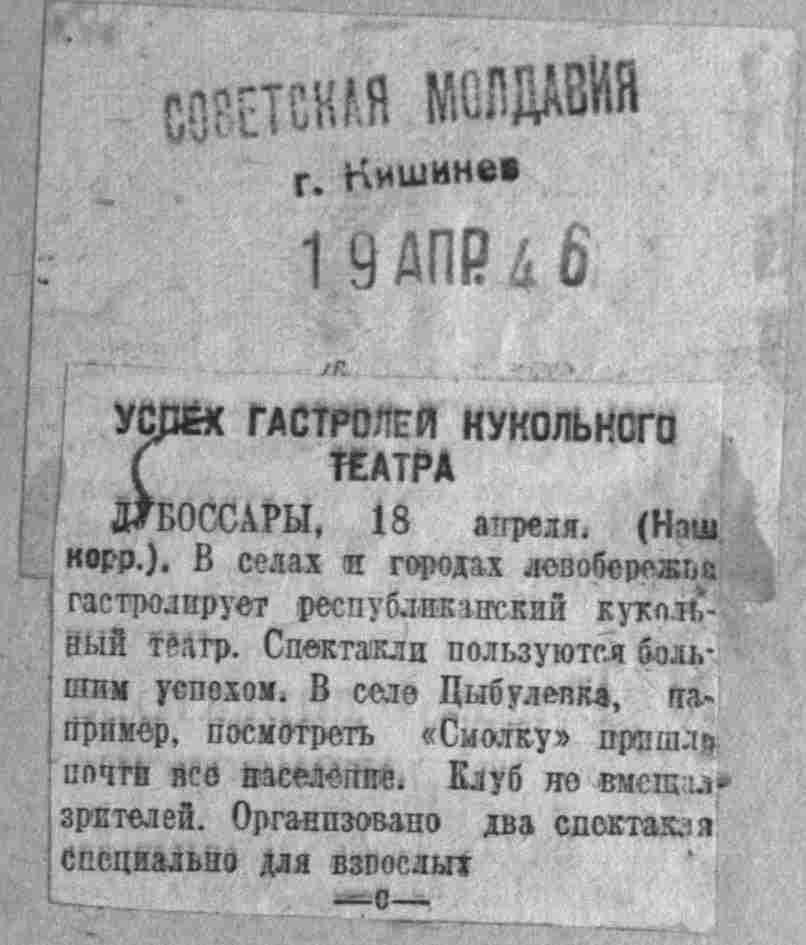 СОВЕТСКАЯ МОЛДАВИЯ
г. Кишинев
19 АПР. 46
УСПЕХ ГАСТРОЛЕЙ КУКОЛЬНОГО
ТЕАТРА
ДУБОССАРЫ, 18 апреля. (Наш
корр.). В селах и городах левобережья
гастролирует республиканский куколь-
ный театр. Спектакли пользуются боль-
шим успехом. В селе Цыбулевка, на-
пример, посмотреть «Смолку» пришло
почти все население. Клуб не вмещал
зрителей. Организовано два спектакля
специально для взрослых